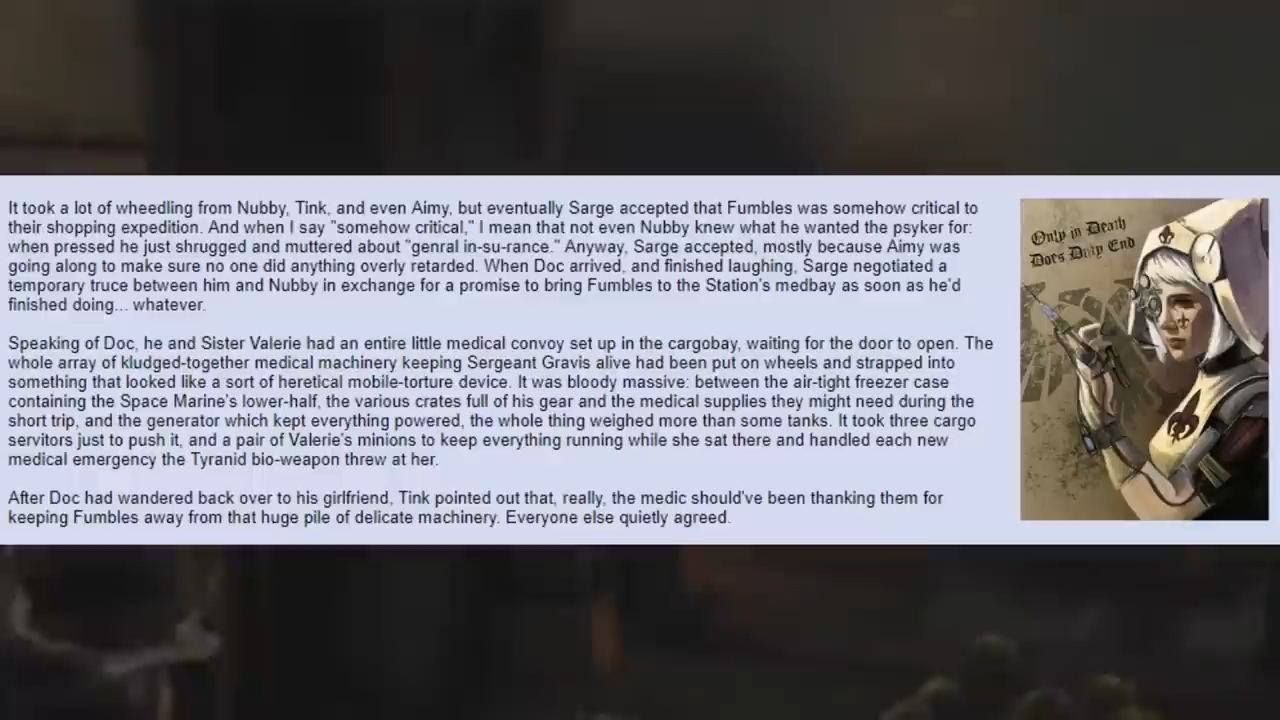 It took a lot of wheedling from Nubby, Tink, and even Aimy, but eventually Sarge accepted that Fumbles was somehow critical to
their shopping expedition. And when I say "somehow critical," I mean that not even Nubby knew what he wanted the psyker for:
when pressed he just shrugged and muttered about "genral in-su-rance." Anyway, Sarge accepted, mostly because Aimy was
going along to make sure no one did anything overly retarded. When Doc arrived, and finished laughing, Sarge negotiated a
temporary truce between him and Nubby in exchange for a promise to bring Fumbles to the Station's medbay as soon as he'd
finished doing... whatever.
Speaking of Doc, he and Sister Valerie had an entire little medical convoy set up in the cargobay, waiting for the door to open. The
whole array of kludged-together medical machinery keeping Sergeant Gravis alive had been put on wheels and strapped into
something that looked like a sort of heretical mobile-torture device. It was bloody massive: between the air-tight freezer case
containing the Space Marine's lower-half, the various crates full of his gear and the medical supplies they might need during the
short trip, and the generator which kept everything powered, the whole thing weighed more than some tanks. It took three cargo
servitors just to push it, and a pair of Valerie's minions to keep everything running while she sat there and handled each new
medical emergency the Tyranid bio-weapon threw at her.
After Doc had wandered back over to his girlfriend, Tink pointed out that, really, the medic should've been thanking them for
keeping Fumbles away from that huge pile of delicate machinery. Everyone else quietly agreed.
Only in Death
Does Duty End